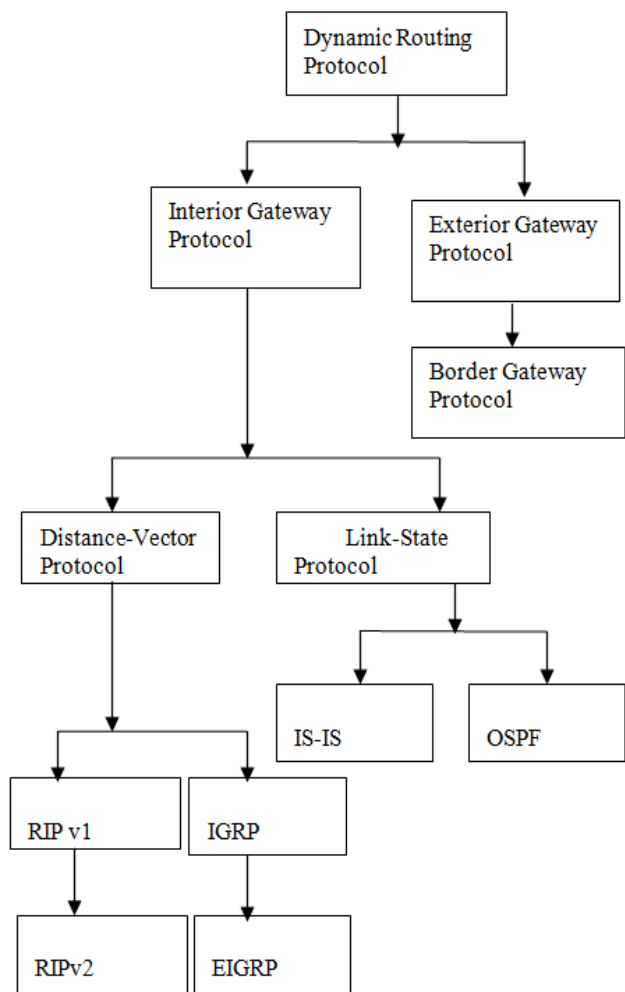 Dynamic Routing
Protocol
Interior Gateway
Protocol
Exterior Gateway
Protocol
Border Gateway
Protocol
Distance-Vector
Protocol
Link-State
Protocol
IS-IS
OSPF
RIP v1
IGRP
RIPv2
EIGRP